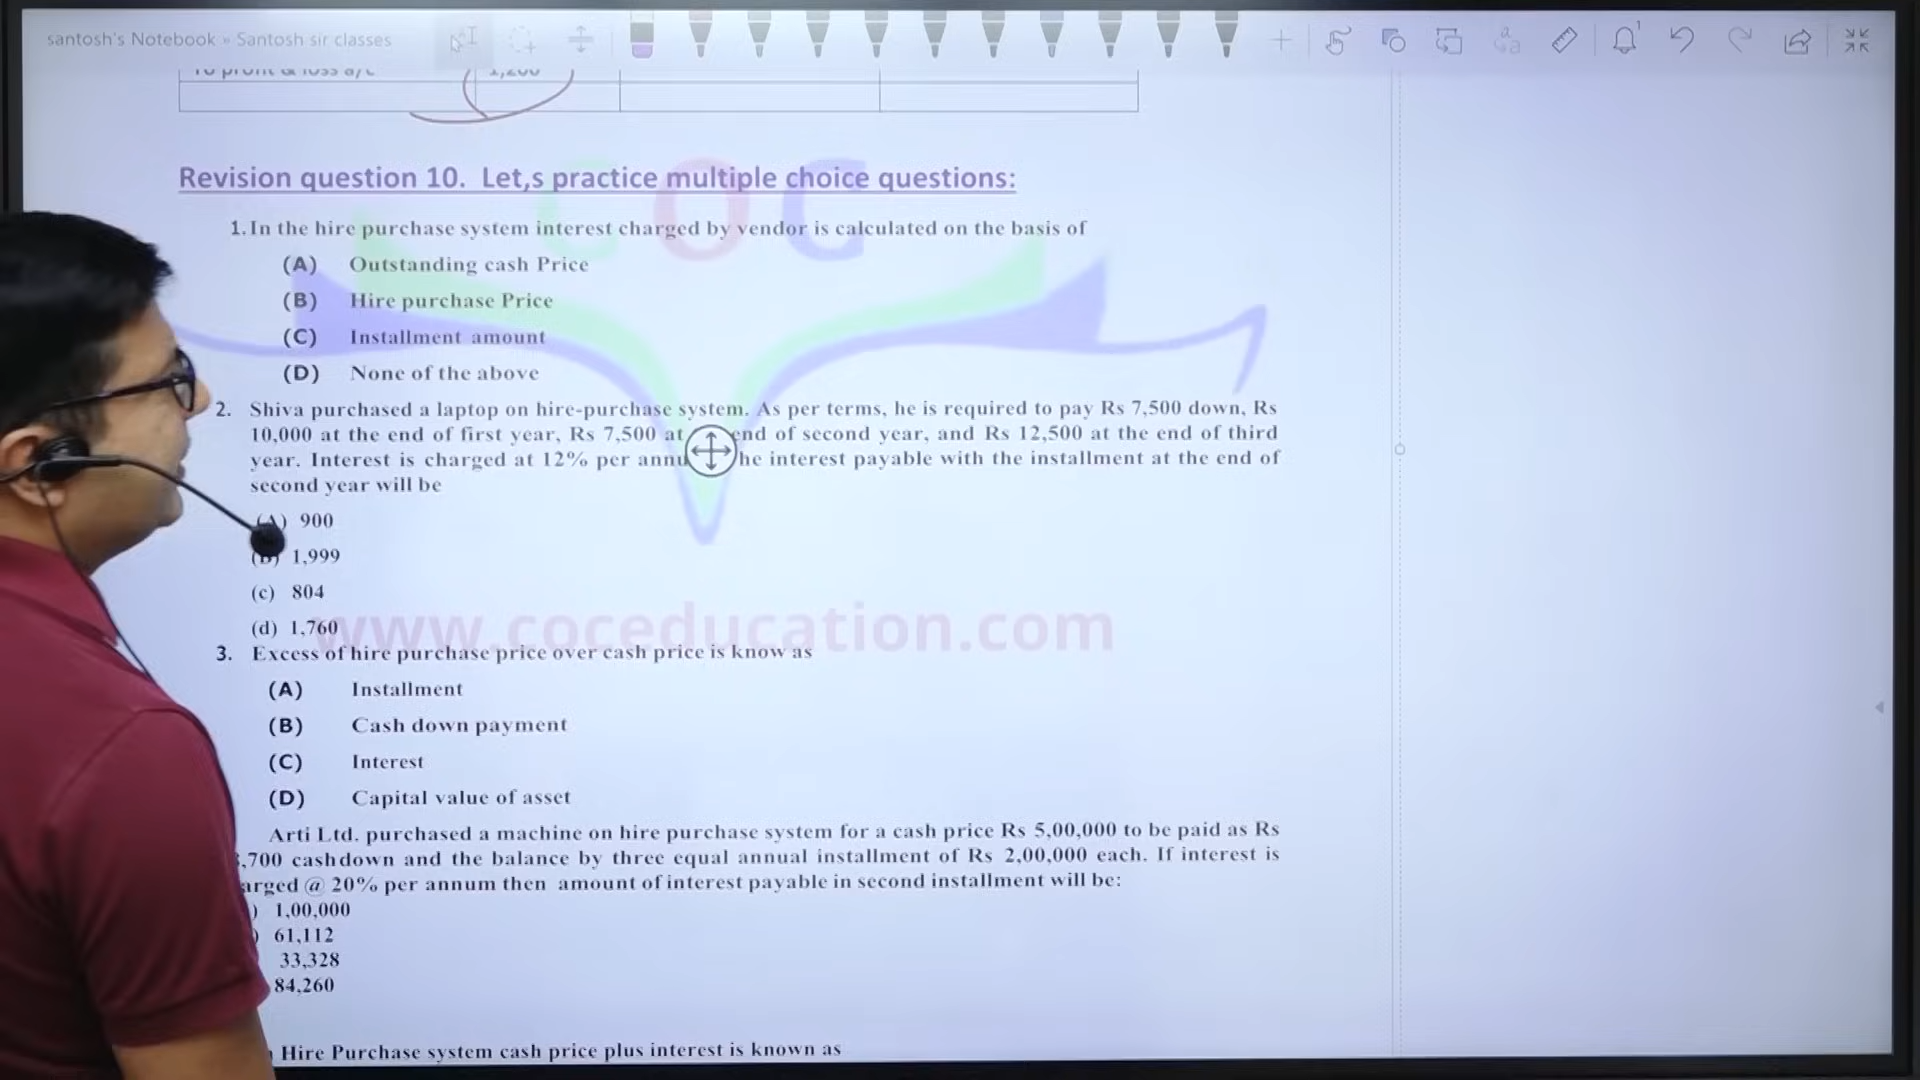 santosh's Notebook » Santosh sir classes
To profit & loss a/c 1,200
COC
Revision question 10. Let,s practice multiple choice questions:
1.In the hire purchase system interest charged by vendor is calculated on the basis of
(A) Outstanding cash Price
(B) Hire purchase Price
(C) Installment amount
(D) None of the above
2. Shiva purchased a laptop on hire-purchase system. As per terms, he is required to pay Rs 7,500 down, Rs
10,000 at the end of first year, Rs 7,500 at end of second year, and Rs 12,500 at the end of third
year. Interest is charged at 12% per annu he interest payable with the installment at the end of
second year will be
(A) 900
(B) 1,999
(c) 804
(d) 1,760
www.coceducation.com
3. Excess of hire purchase price over cash price is know as
(A) Installment
(B) Cash down payment
(C) Interest
(D) Capital value of asset
Arti Ltd. purchased a machine on hire purchase system for a cash price Rs 5,00,000 to be paid as Rs
,700 cashdown and the balance by three equal annual installment of Rs 2,00,000 each. If interest is
arged @ 20% per annum then amount of interest payable in second installment will be:
) 1,00,000
) 61,112
33,328
84,260
Hire Purchase system cash price plus interest is known as